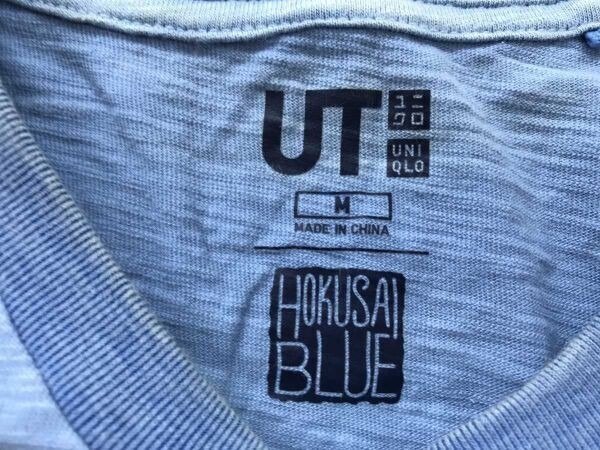 UT
ユニ
クロ
UNI
QLO
M
MADE IN CHINA
HOKUSAI
BLUE